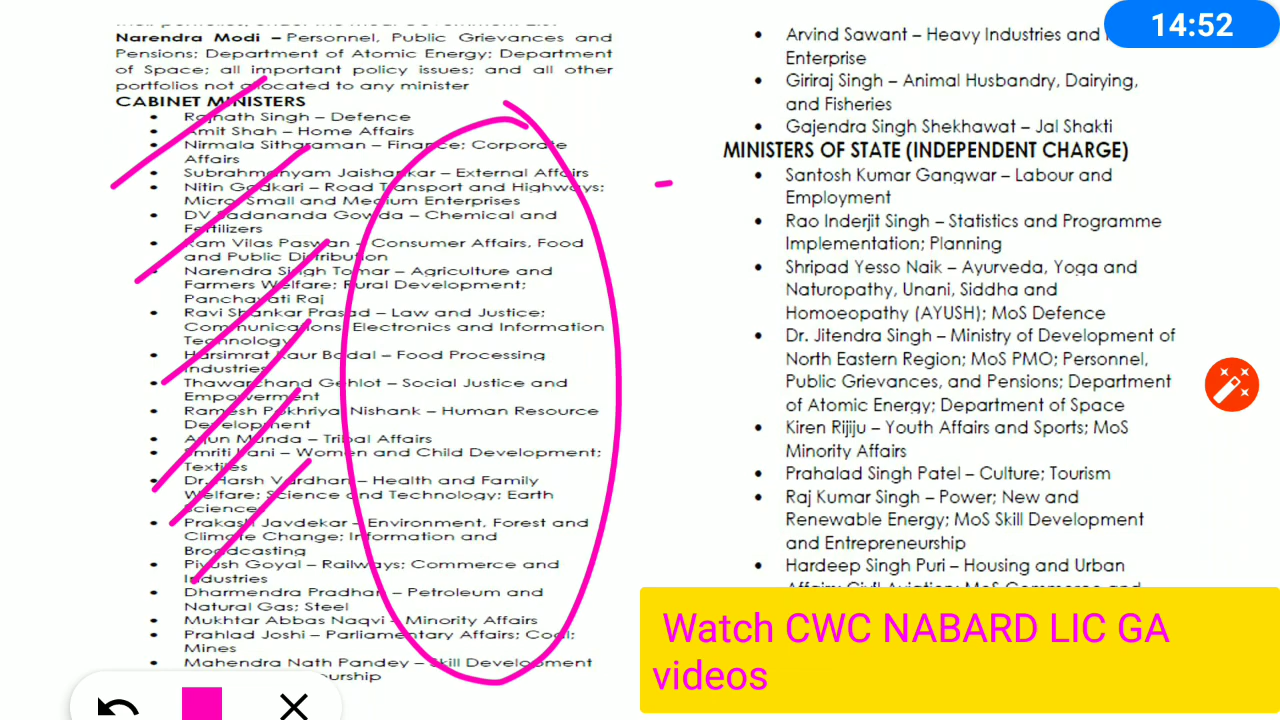 their portfolios, under the Modi Government List
Narendra Modi – Personnel, Public Grievances and
Pensions; Department of Atomic Energy; Department
of Space; all important policy issues; and all other
portfolios not allocated to any minister
CABINET MINISTERS
• Rajnath Singh – Defence
• Amit Shah – Home Affairs
• Nirmala Sitharaman – Finance; Corporate
Affairs
• Subrahmanyam Jaishankar – External Affairs
• Nitin Gadkari – Road Transport and Highways;
Micro, Small and Medium Enterprises
• DV Sadananda Gowda – Chemical and
Fertilizers
• Ram Vilas Paswan – Consumer Affairs, Food
and Public Distribution
• Narendra Singh Tomar – Agriculture and
Farmers Welfare; Rural Development;
Panchayati Raj
• Ravi Shankar Prasad – Law and Justice;
Communications; Electronics and Information
Technology
• Harsimrat Kaur Badal – Food Processing
Industries
• Thawarchand Gehlot – Social Justice and
Empowerment
• Ramesh Pokhriyal Nishank – Human Resource
Development
• Arjun Munda – Tribal Affairs
• Smriti Irani – Women and Child Development;
Textiles
• Dr. Harsh Vardhan – Health and Family
Welfare; Science and Technology; Earth
Sciences
• Prakash Javdekar – Environment, Forest and
Climate Change; Information and
Broadcasting
• Piyush Goyal – Railways; Commerce and
Industries
• Dharmendra Pradhan – Petroleum and
Natural Gas; Steel
• Mukhtar Abbas Naqvi – Minority Affairs
• Prahlad Joshi – Parliamentary Affairs; Coal;
Mines
• Mahendra Nath Pandey – Skill Development
14:52
• Arvind Sawant – Heavy Industries and
Enterprise
• Giriraj Singh – Animal Husbandry, Dairying,
and Fisheries
• Gajendra Singh Shekhawat – Jal Shakti
MINISTERS OF STATE (INDEPENDENT CHARGE)
• Santosh Kumar Gangwar – Labour and
Employment
• Rao Inderjit Singh – Statistics and Programme
Implementation; Planning
• Shripad Yesso Naik – Ayurveda, Yoga and
Naturopathy, Unani, Siddha and
Homoeopathy (AYUSH); MoS Defence
• Dr. Jitendra Singh – Ministry of Development of
North Eastern Region; MoS PMO; Personnel,
Public Grievances, and Pensions; Department
of Atomic Energy; Department of Space
• Kiren Rijiju – Youth Affairs and Sports; MoS
Minority Affairs
• Prahalad Singh Patel – Culture; Tourism
• Raj Kumar Singh – Power; New and
Renewable Energy; MoS Skill Development
and Entrepreneurship
• Hardeep Singh Puri – Housing and Urban
Affairs; Civil Aviation; MoS Commerce and
Watch CWC NABARD LIC GA
videos